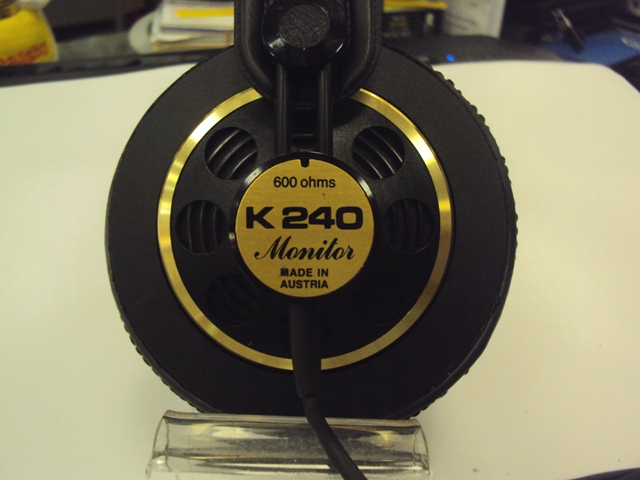 600 ohms
K 240
Monitor
MADE IN
AUSTRIA